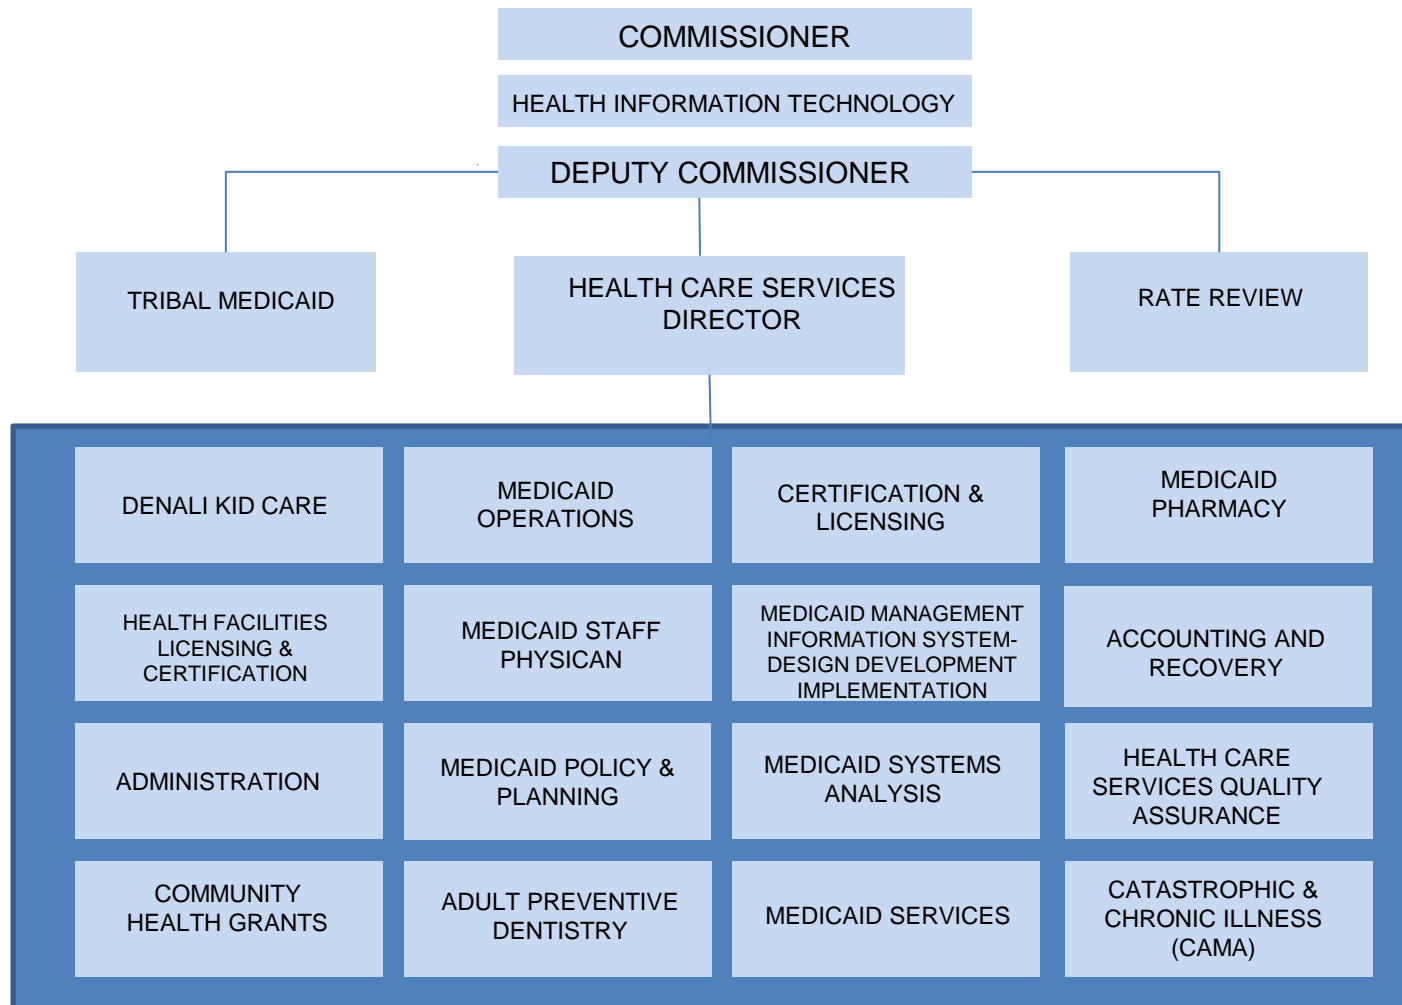 COMMISSIONER
HEALTH INFORMATION TECHNOLOGY
DEPUTY COMMISSIONER
TRIBAL MEDICAID
HEALTH CARE SERVICES
DIRECTOR
RATE REVIEW
DENALI KID CARE
MEDICAID
OPERATIONS
CERTIFICATION &
LICENSING
MEDICAID
PHARMACY
HEALTH FACILITIES
LICENSING &
CERTIFICATION
MEDICAID STAFF
PHYSICAN
MEDICAID MANAGEMENT
INFORMATION SYSTEM-
DESIGN DEVELOPMENT
IMPLEMENTATION
ACCOUNTING AND
RECOVERY
ADMINISTRATION
MEDICAID POLICY &
PLANNING
MEDICAID SYSTEMS
ANALYSIS
HEALTH CARE
SERVICES QUALITY
ASSURANCE
COMMUNITY
HEALTH GRANTS
ADULT PREVENTIVE
DENTISTRY
MEDICAID SERVICES
CATASTROPHIC &
CHRONIC ILLNESS
(CAMA)